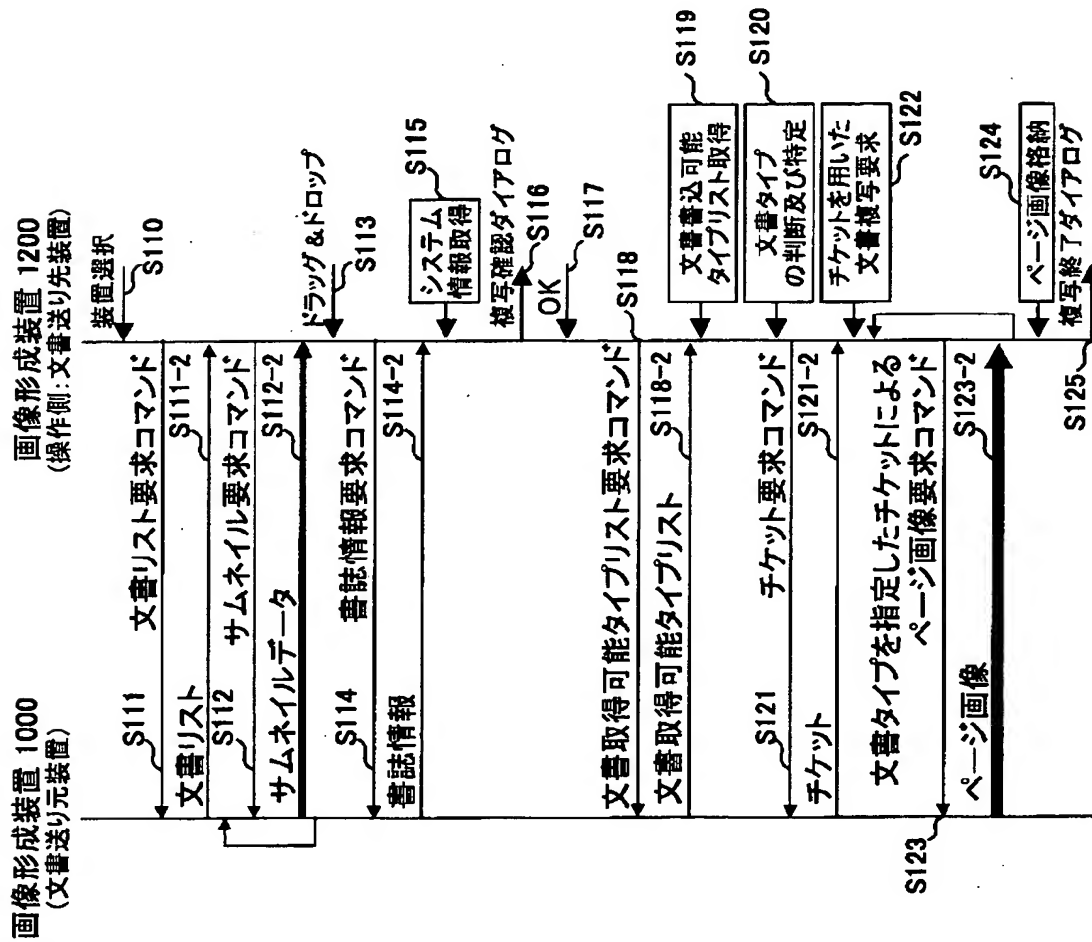 画像形成装置 1000
(文書送り元装置)
画像形成装置 1200
(操作側:文書送り先装置)
装置選択
S110
文書リスト要求コマンド
S111
文書リスト
S111-2
サムネイル要求コマンド
S112
サムネイルデータ
S112-2
ドラッグ&ドロップ
S113
書誌情報要求コマンド
S114
書誌情報
S114-2
システム
情報取得
S115
複写確認ダイアログ
S116
OK
S117
文書取得可能タイプリスト要求コマンド
S118
文書取得可能タイプリスト
S118-2
文書書込可能
タイプリスト取得
S119
文書タイプ
の判断及び特定
S120
チケット要求コマンド
S121
チケット
S121-2
チケットを用いた
文書複写要求
S122
文書タイプを指定したチケットによる
ページ画像要求コマンド
S123
ページ画像
S123-2
ページ画像格納
S124
複写終了ダイアログ
S125